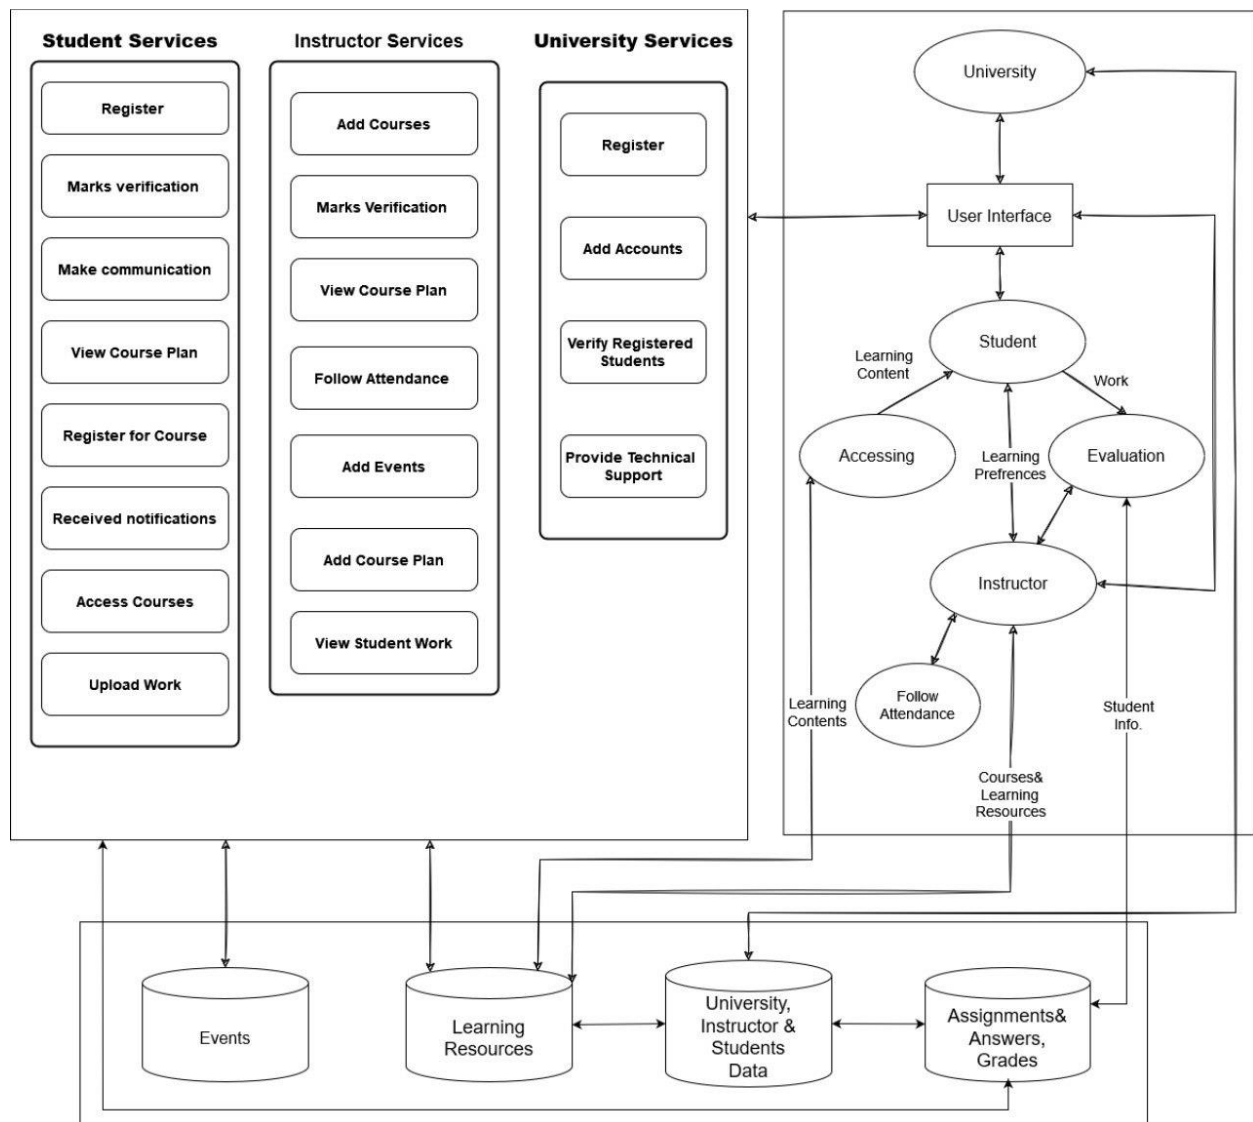 Student Services
Register
Marks verification
Make communication
View Course Plan
Register for Course
Received notifications
Access Courses
Upload Work
Instructor Services
Add Courses
Marks Verification
View Course Plan
Follow Attendance
Add Events
Add Course Plan
View Student Work
University Services
Register
Add Accounts
Verify Registered
Students
Provide Technical
Support
University
User Interface
Student
Learning
Content
Work
Accessing
Learning
Prefrences
Evaluation
Instructor
Follow
Attendance
Learning
Contents
Student
Info.
Courses&
Learning
Resources
Events
Learning
Resources
University,
Instructor &
Students
Data
Assignments&
Answers,
Grades